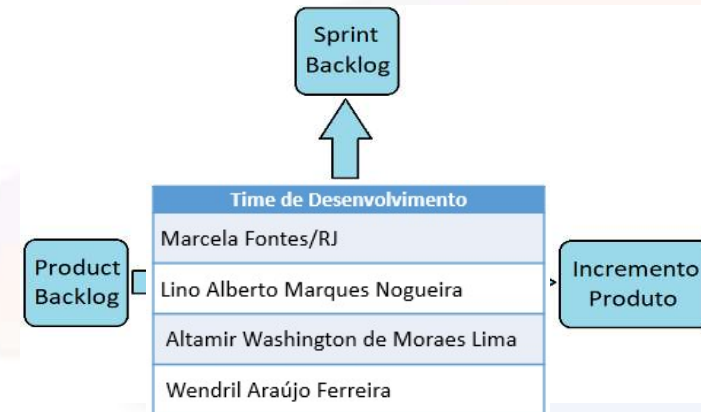 Sprint
Backlog
Time de Desenvolvimento
Marcela Fontes/RJ
Product
Backlog
Lino Alberto Marques Nogueira
Incremento
Produto
Altamir Washington de Moraes Lima
Wendril Araújo Ferreira